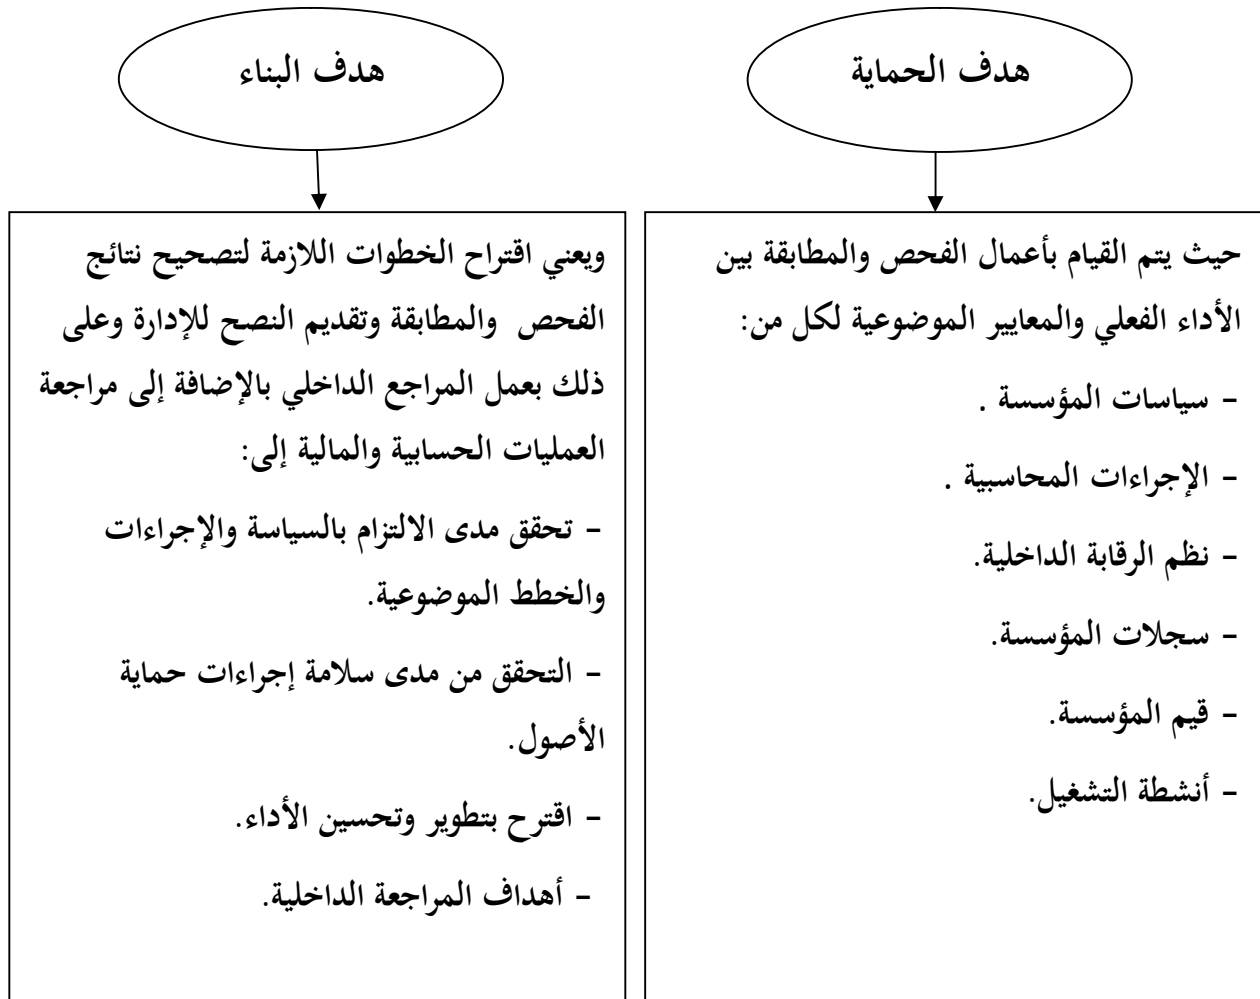 هدف الحماية
هدف البناء
حيث يتم القيام بأعمال الفحص والمطابقة بين
الأداء الفعلي والمعايير الموضوعية لكل من:
- سياسات المؤسسة .
- الإجراءات المحاسبية .
- نظم الرقابة الداخلية.
- سجلات المؤسسة.
- قيم المؤسسة.
- أنشطة التشغيل.
ويعني اقتراح الخطوات اللازمة لتصحيح نتائج
الفحص والمطابقة وتقديم النصح للإدارة وعلى
ذلك بعمل المراجع الداخلي بالإضافة إلى مراجعة
العمليات الحسابية والمالية إلى:
- تحقق مدى الالتزام بالسياسة والإجراءات
والخطط الموضوعية.
- التحقق من مدى سلامة إجراءات حماية
الأصول.
- اقترح بتطوير وتحسين الأداء.
- أهداف المراجعة الداخلية.